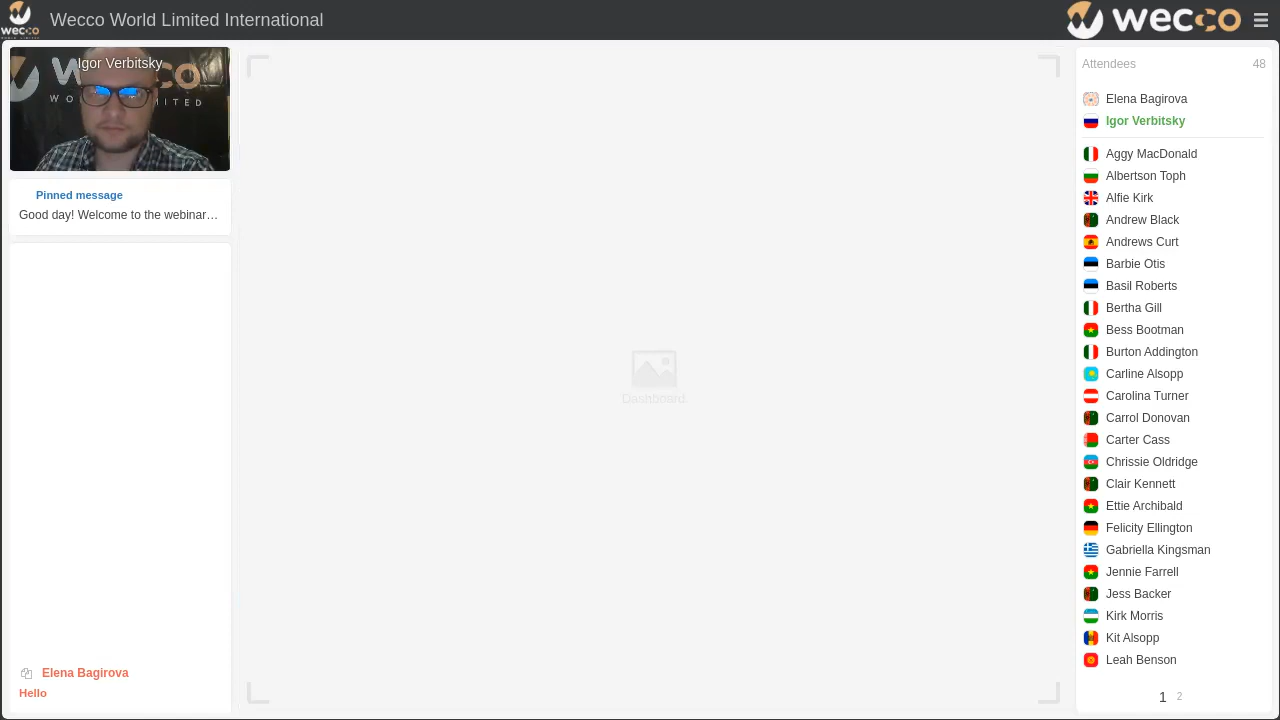 wecco
Wecco World Limited International
wecco
Igor Verbitsky
Pinned message
Good day! Welcome to the webinar…
Elena Bagirova
Hello
Dashboard
Attendees 48
Elena Bagirova
Igor Verbitsky
Aggy MacDonald
Albertson Toph
Alfie Kirk
Andrew Black
Andrews Curt
Barbie Otis
Basil Roberts
Bertha Gill
Bess Bootman
Burton Addington
Carline Alsopp
Carolina Turner
Carrol Donovan
Carter Cass
Chrissie Oldridge
Clair Kennett
Ettie Archibald
Felicity Ellington
Gabriella Kingsman
Jennie Farrell
Jess Backer
Kirk Morris
Kit Alsopp
Leah Benson
1 2